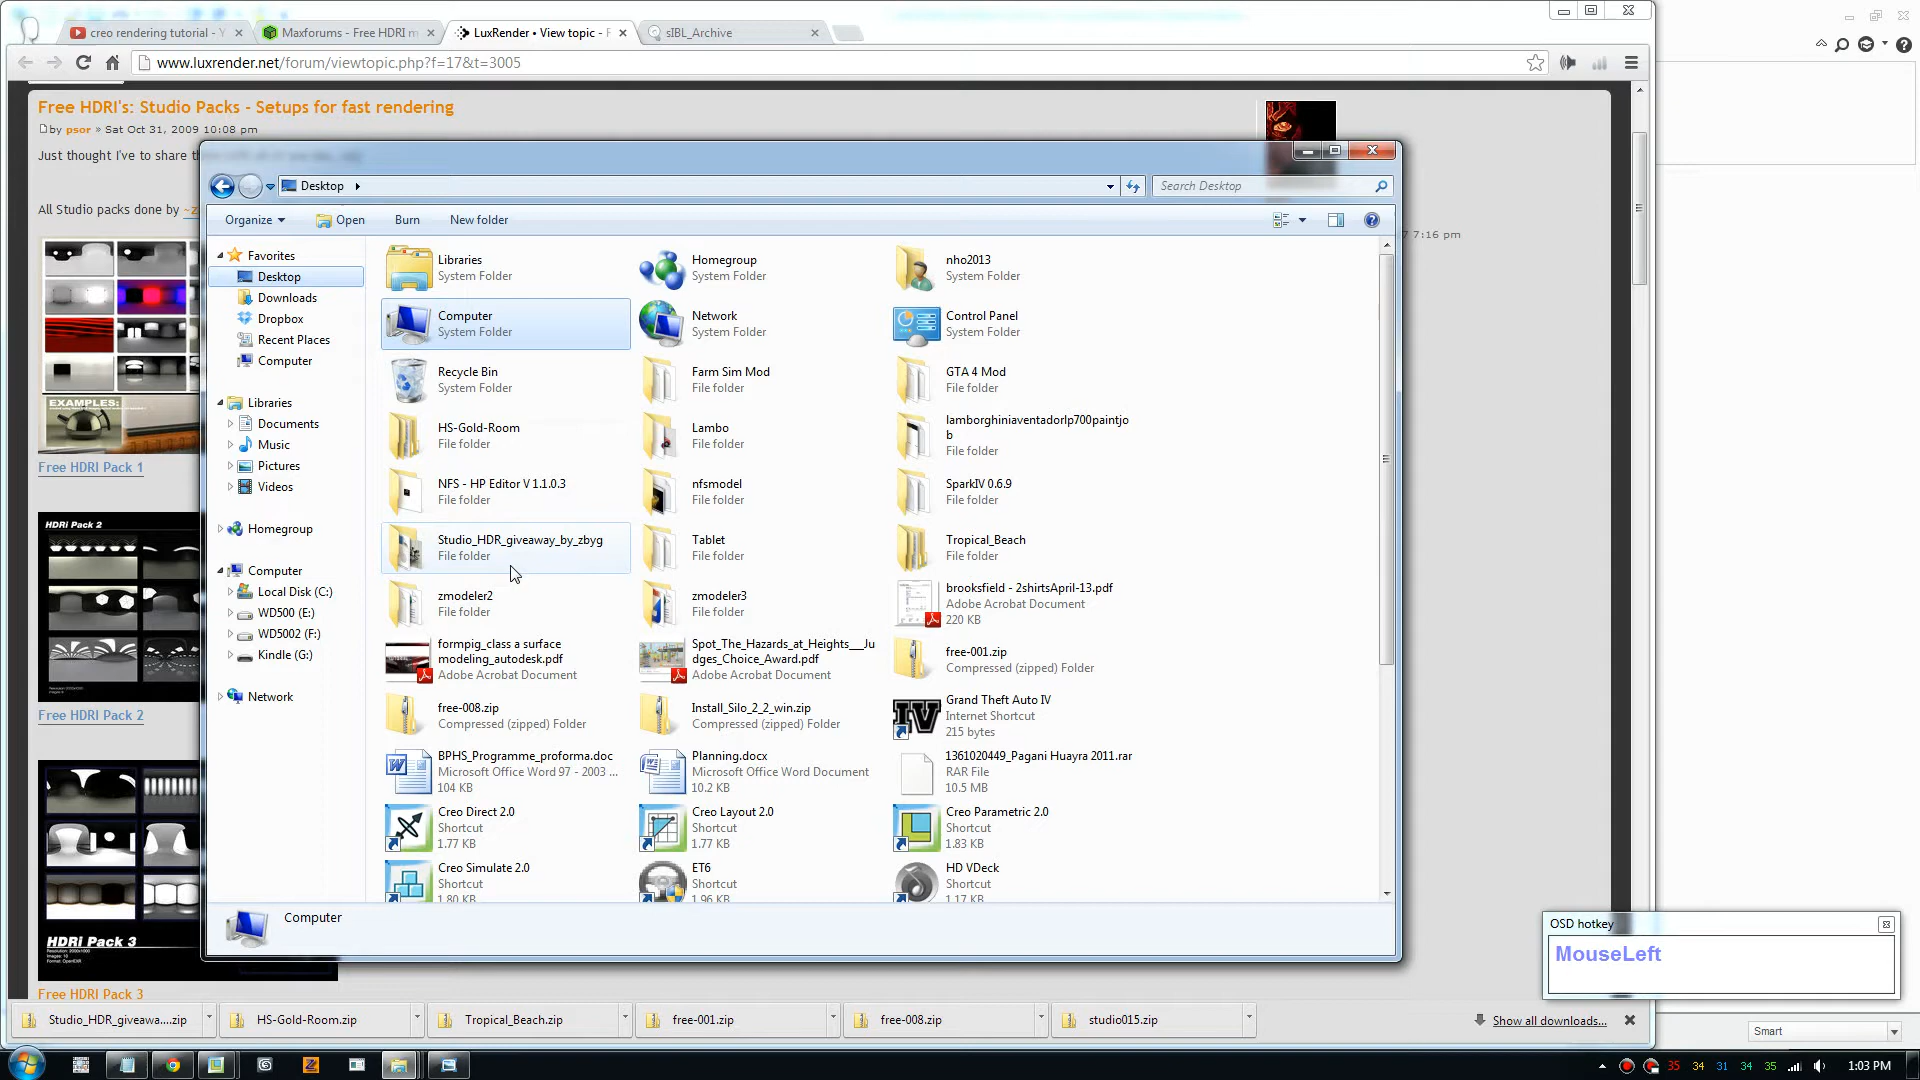 creo rendering tutorial - Y
Maxforums - Free HDRI m
LuxRender • View topic - F
sIBL_Archive
www.luxrender.net/forum/viewtopic.php?f=17&t=3005
Free HDRI's: Studio Packs - Setups for fast rendering
by psor » Sat Oct 31, 2009 10:08 pm
Just thought I've to share
All Studio packs done by ~z
7 7:16 pm
EXAMPLES:
Free HDRI Pack 1
HDRi Pack 2
Free HDRI Pack 2
HDRi Pack 3
Free HDRI Pack 3
Desktop
Search Desktop
Organize
Open
Burn
New folder
Favorites
Desktop
Downloads
Dropbox
Recent Places
Computer
Libraries
Documents
Music
Pictures
Videos
Homegroup
Computer
Local Disk (C:)
WD500 (E:)
WD5002 (F:)
Kindle (G:)
Network
Libraries
System Folder
Homegroup
System Folder
nho2013
System Folder
Computer
System Folder
Network
System Folder
Control Panel
System Folder
Recycle Bin
System Folder
Farm Sim Mod
File folder
GTA 4 Mod
File folder
HS-Gold-Room
File folder
Lambo
File folder
lamborghiniaventadorlp700paintjo
b
File folder
NFS - HP Editor V 1.1.0.3
File folder
nfsmodel
File folder
SparkIV 0.6.9
File folder
Studio_HDR_giveaway_by_zbyg
File folder
Tablet
File folder
Tropical_Beach
File folder
zmodeler2
File folder
zmodeler3
File folder
brooksfield - 2shirtsApril-13.pdf
Adobe Acrobat Document
220 KB
formpig_class a surface
modeling_autodesk.pdf
Adobe Acrobat Document
Spot_The_Hazards_at_Heights___Ju
dges_Choice_Award.pdf
Adobe Acrobat Document
free-001.zip
Compressed (zipped) Folder
free-008.zip
Compressed (zipped) Folder
Install_Silo_2_2_win.zip
Compressed (zipped) Folder
IV
Grand Theft Auto IV
Internet Shortcut
215 bytes
BPHS_Programme_proforma.doc
Microsoft Office Word 97 - 2003 ...
104 KB
Planning.docx
Microsoft Office Word Document
10.2 KB
1361020449_Pagani Huayra 2011.rar
RAR File
10.5 MB
Creo Direct 2.0
Shortcut
1.77 KB
Creo Layout 2.0
Shortcut
1.77 KB
Creo Parametric 2.0
Shortcut
1.83 KB
Creo Simulate 2.0
Shortcut
1.80 KB
ET6
Shortcut
1.96 KB
HD VDeck
Shortcut
1.17 KB
Computer
OSD hotkey
MouseLeft
Studio_HDR_giveawa....zip
HS-Gold-Room.zip
Tropical_Beach.zip
free-001.zip
free-008.zip
studio015.zip
Show all downloads...
Smart
35 34 31 34 35
1:03 PM